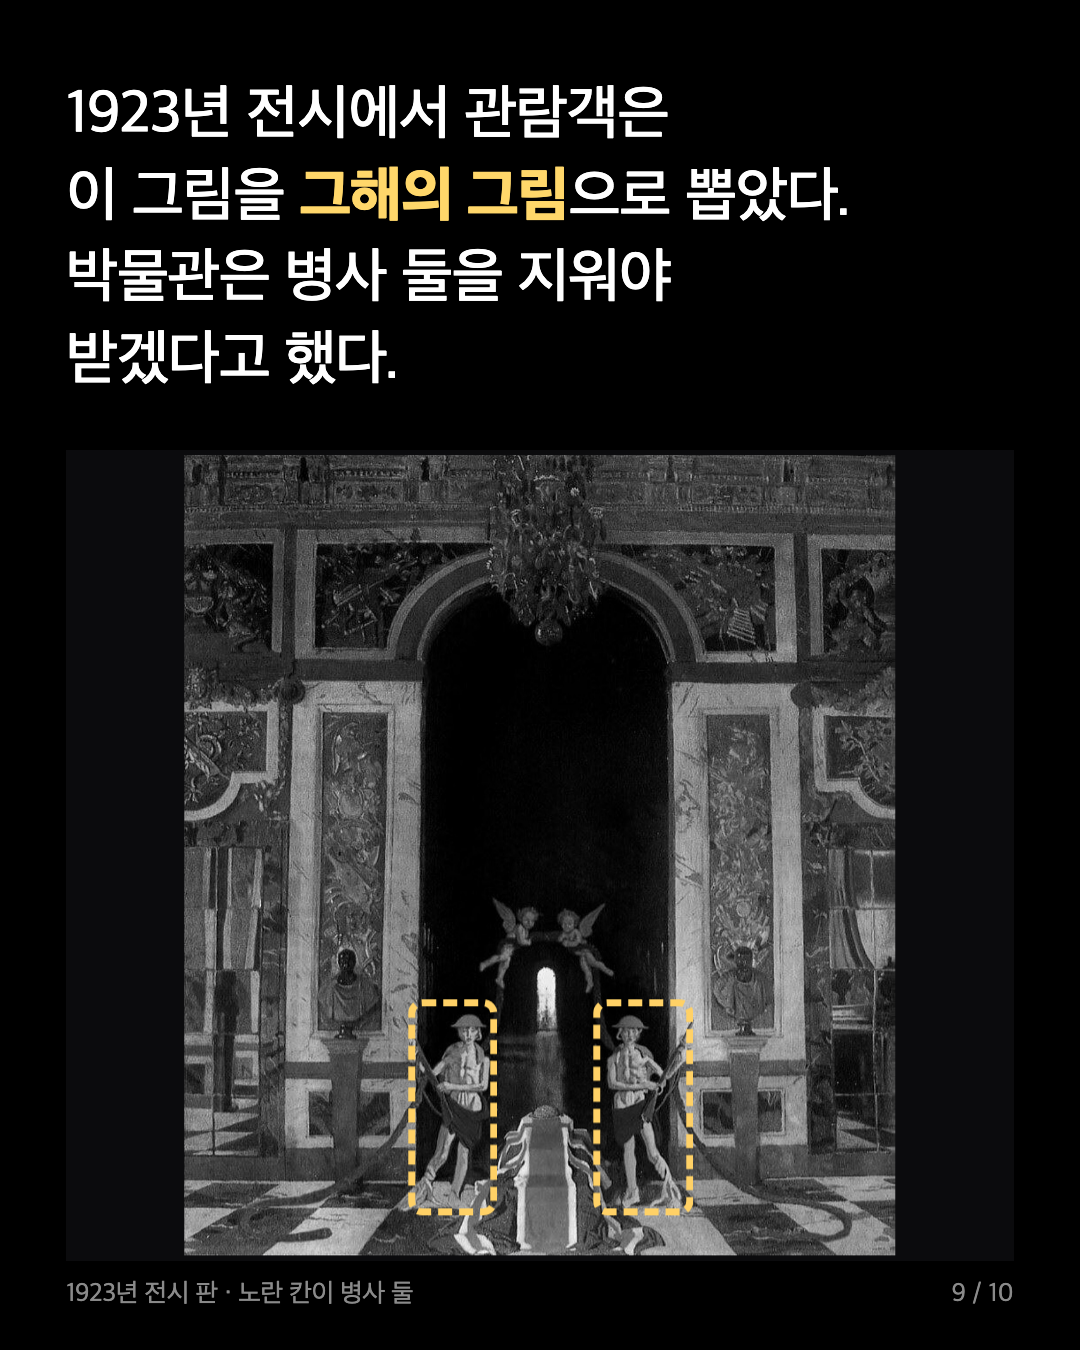 1923년 전시에서 관람객은
이 그림을 그해의 그림으로 뽑았다.
박물관은 병사 둘을 지워야
받겠다고 했다.
1923년 전시 판 · 노란 칸이 병사 둘
9 / 10